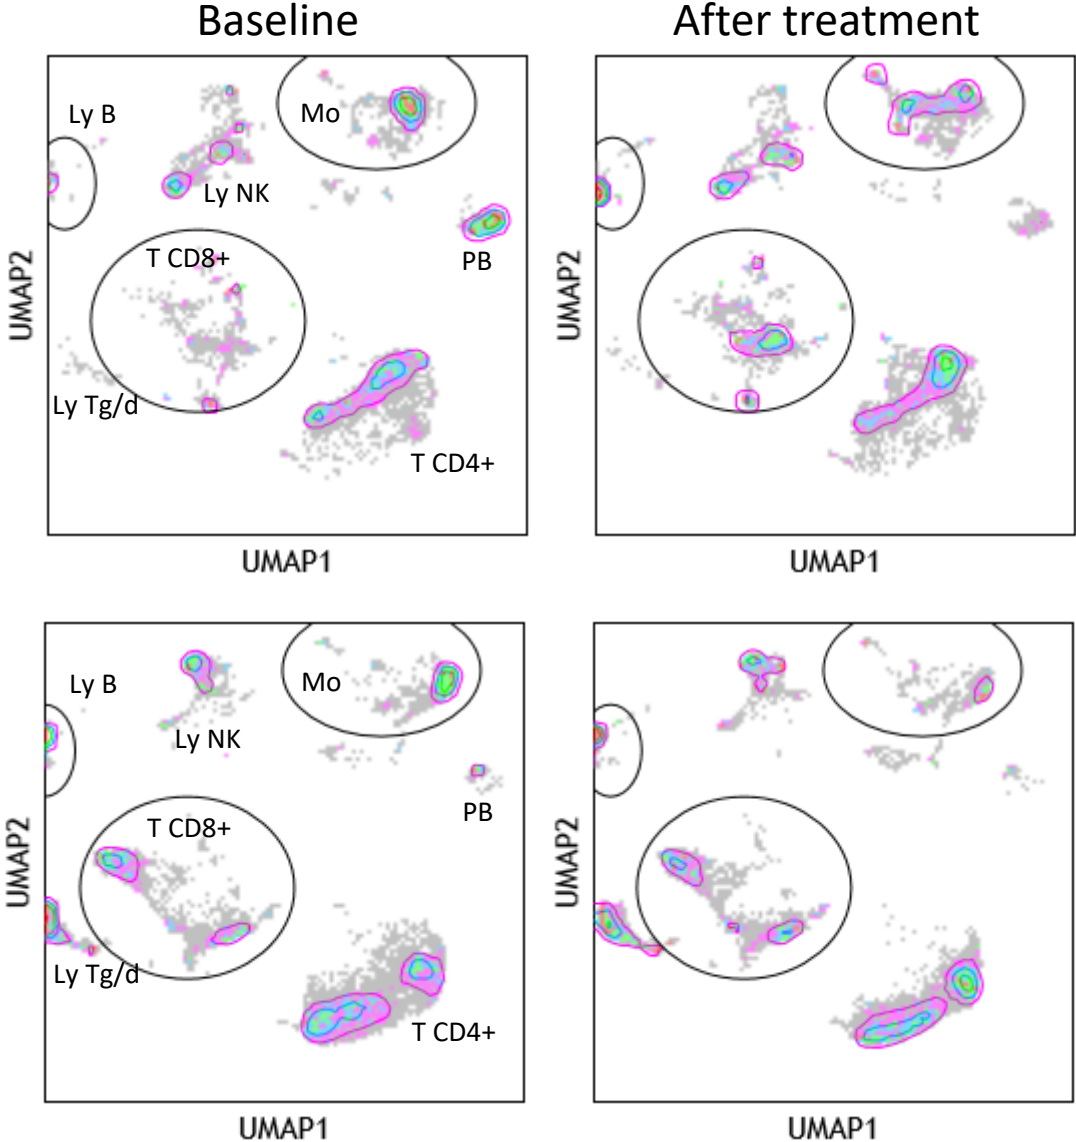 Baseline
After treatment
Ly B
Mo
Ly NK
T CD8+
PB
Ly Tg/d
T CD4+
UMAP2
UMAP1
UMAP2
UMAP1
Ly B
Mo
Ly NK
T CD8+
PB
Ly Tg/d
T CD4+
UMAP2
UMAP1
UMAP2
UMAP1